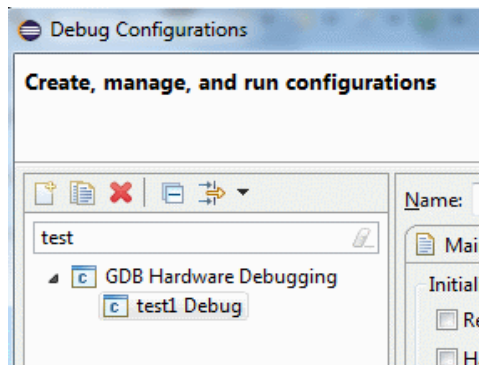 Debug Configurations
Create, manage, and run configurations
Name:
test
GDB Hardware Debugging
test1 Debug